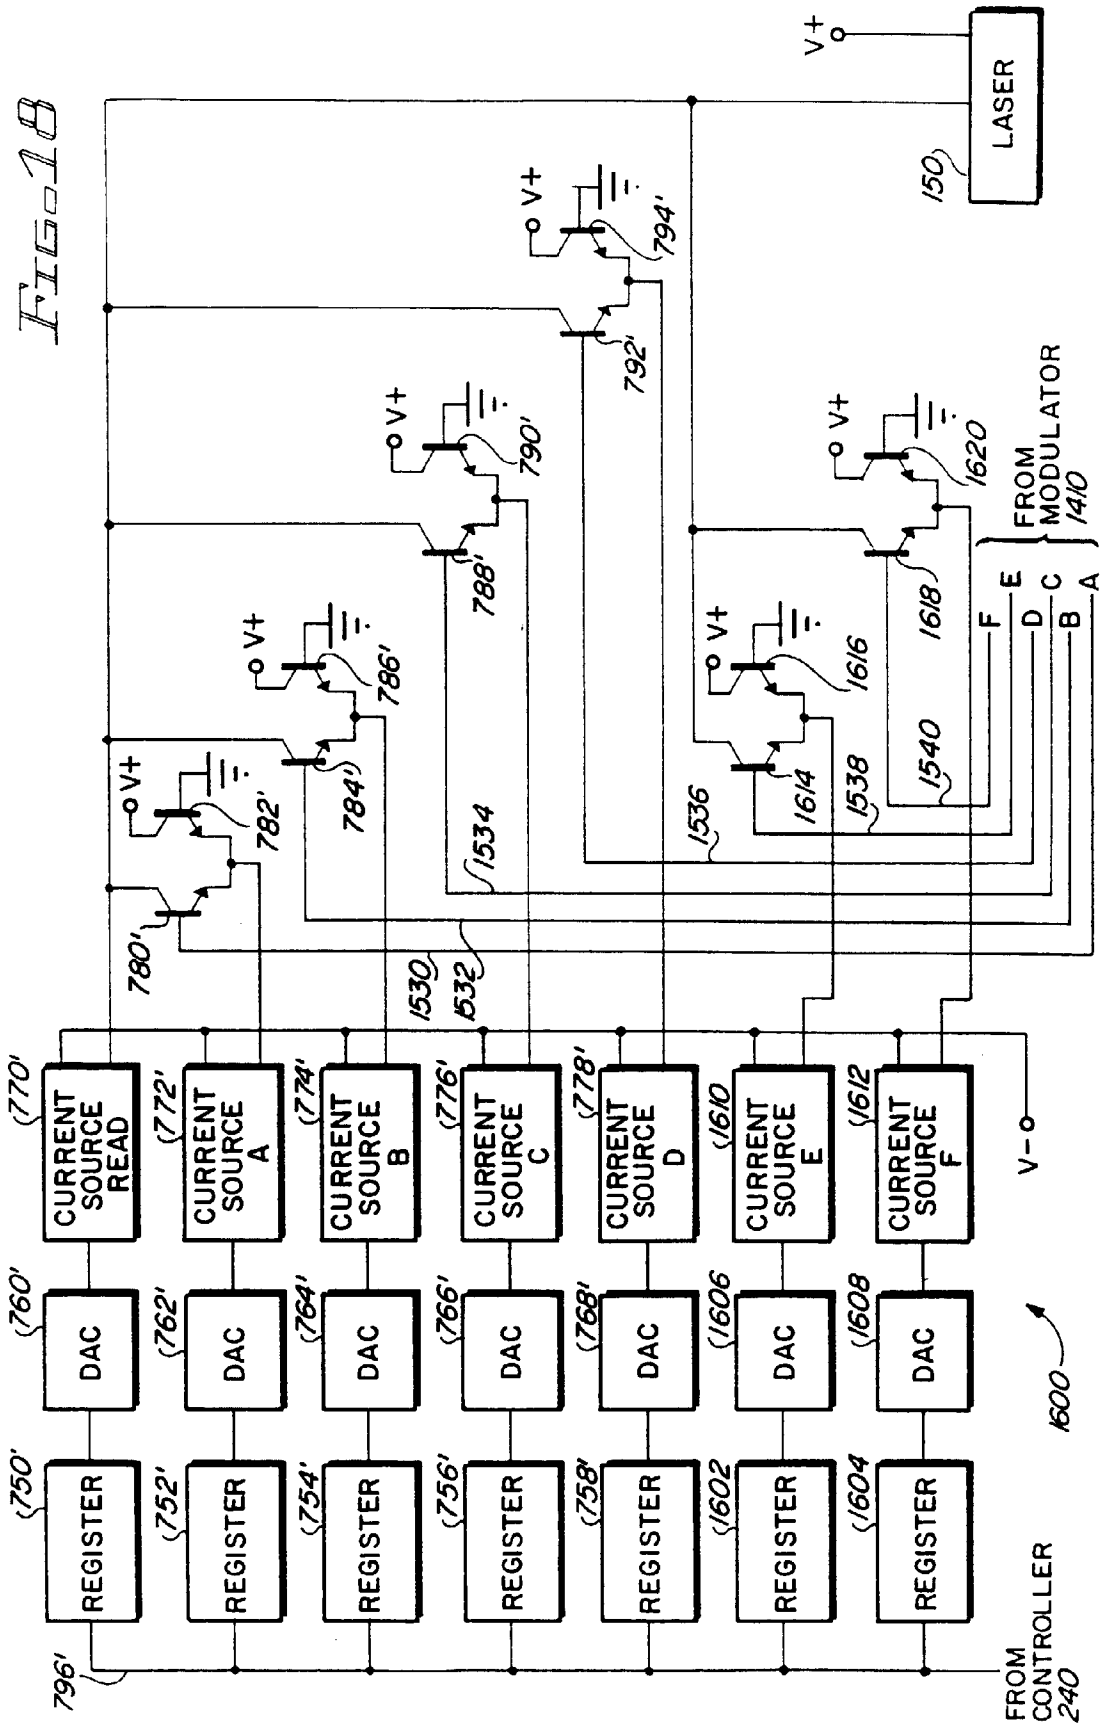 FIG. 18
796'
750'
REGISTER
760'
DAC
770'
CURRENT
SOURCE
READ
752'
REGISTER
762'
DAC
772'
CURRENT
SOURCE
A
754'
REGISTER
764'
DAC
774'
CURRENT
SOURCE
B
756'
REGISTER
766'
DAC
776'
CURRENT
SOURCE
C
758'
REGISTER
768'
DAC
778'
CURRENT
SOURCE
D
1602
REGISTER
1606
DAC
1610
CURRENT
SOURCE
E
1604
REGISTER
1608
DAC
1612
CURRENT
SOURCE
F
FROM
CONTROLLER
240
1600
V-
780'
782'
V+
784'
786'
V+
788'
790'
V+
792'
794'
V+
1614
1616
V+
1618
1620
V+
1530
1532
1534
1536
1538
1540
F
E
D
C
B
A
FROM
MODULATOR
1410
150
LASER
V+